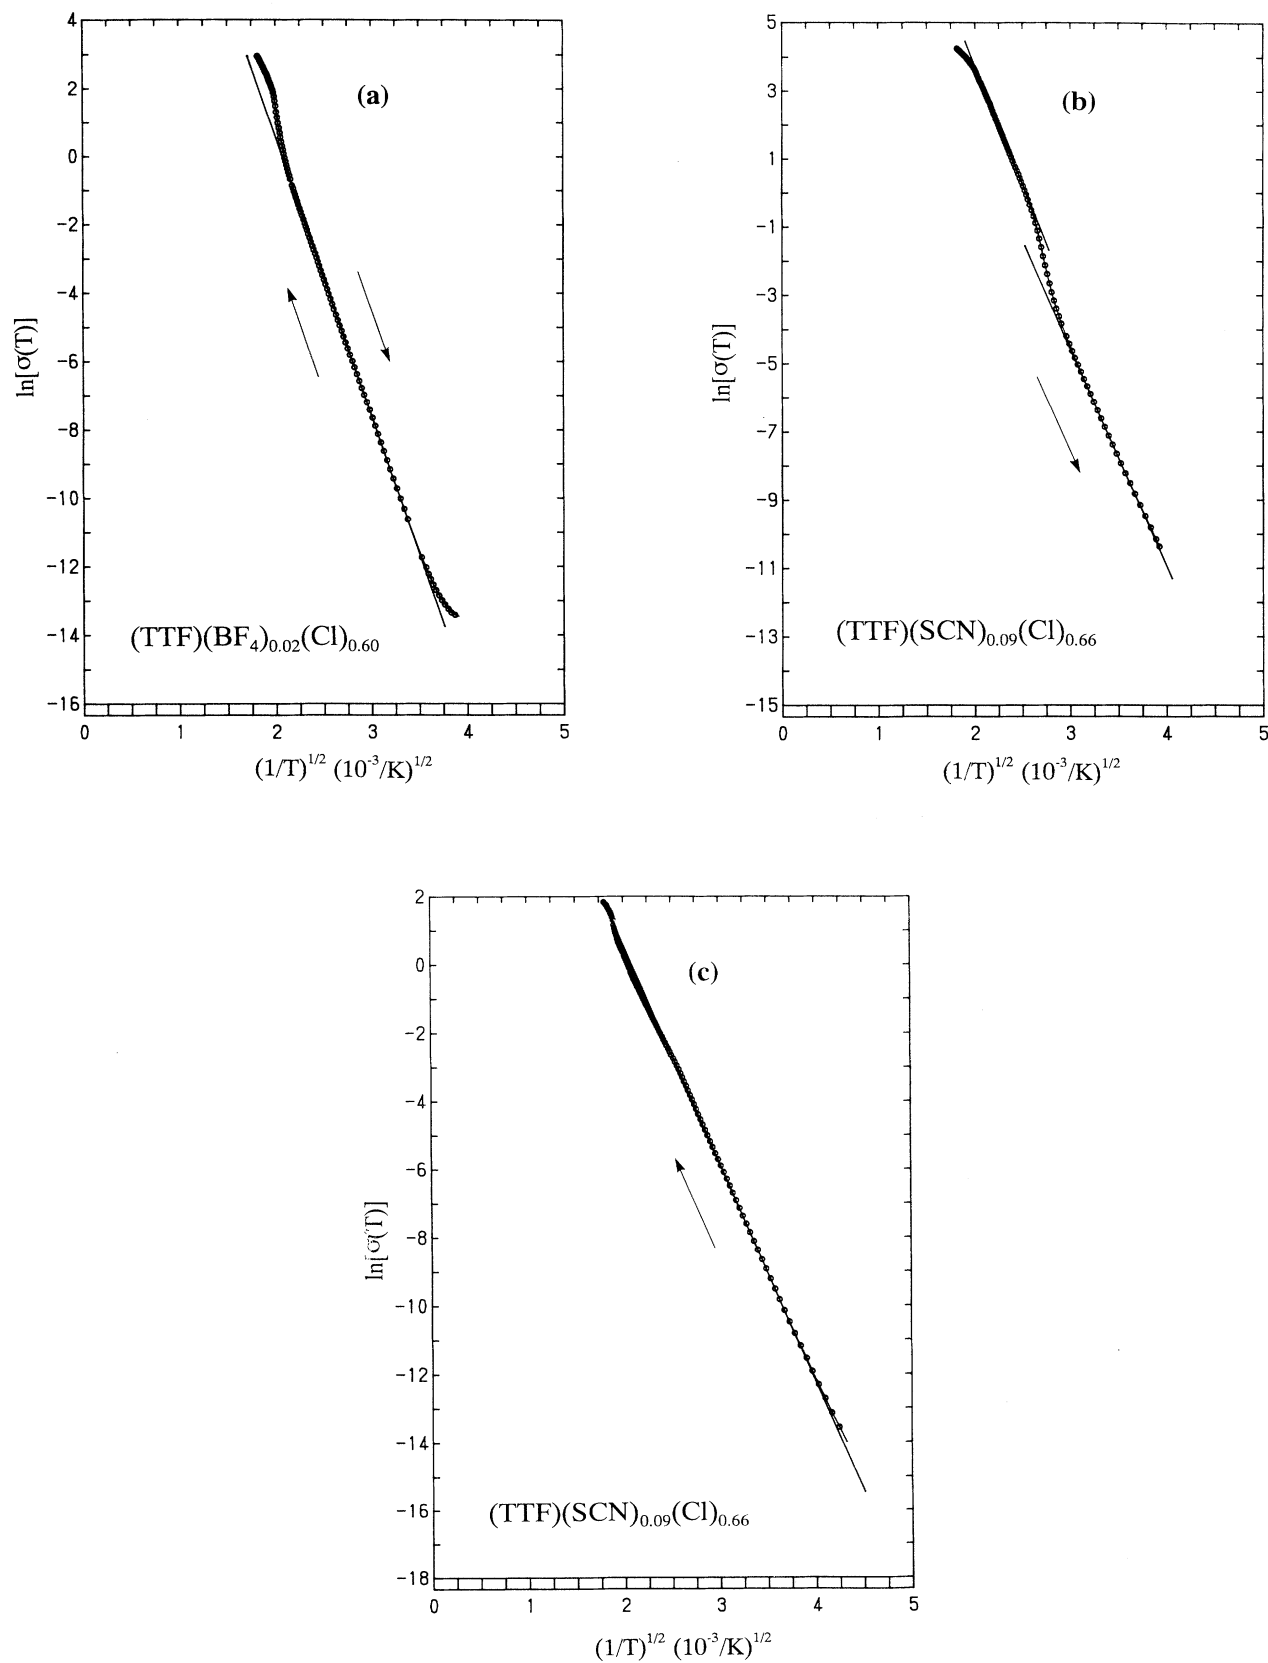 4
2
0
−2
−4
−6
−8
−10
−12
−14
−16
ln[σ(T)]
(a)
(TTF)(BF₄)₀.₀₂(Cl)₀.₆₀
0 1 2 3 4 5
(1/T)¹/² (10⁻³/K)¹/²
5
3
1
−1
−3
−5
−7
−9
−11
−13
−15
ln[σ(T)]
(b)
(TTF)(SCN)₀.₀₉(Cl)₀.₆₆
0 1 2 3 4 5
(1/T)¹/² (10⁻³/K)¹/²
2
0
−2
−4
−6
−8
−10
−12
−14
−16
−18
ln[σ(T)]
(c)
(TTF)(SCN)₀.₀₉(Cl)₀.₆₆
0 1 2 3 4 5
(1/T)¹/² (10⁻³/K)¹/²